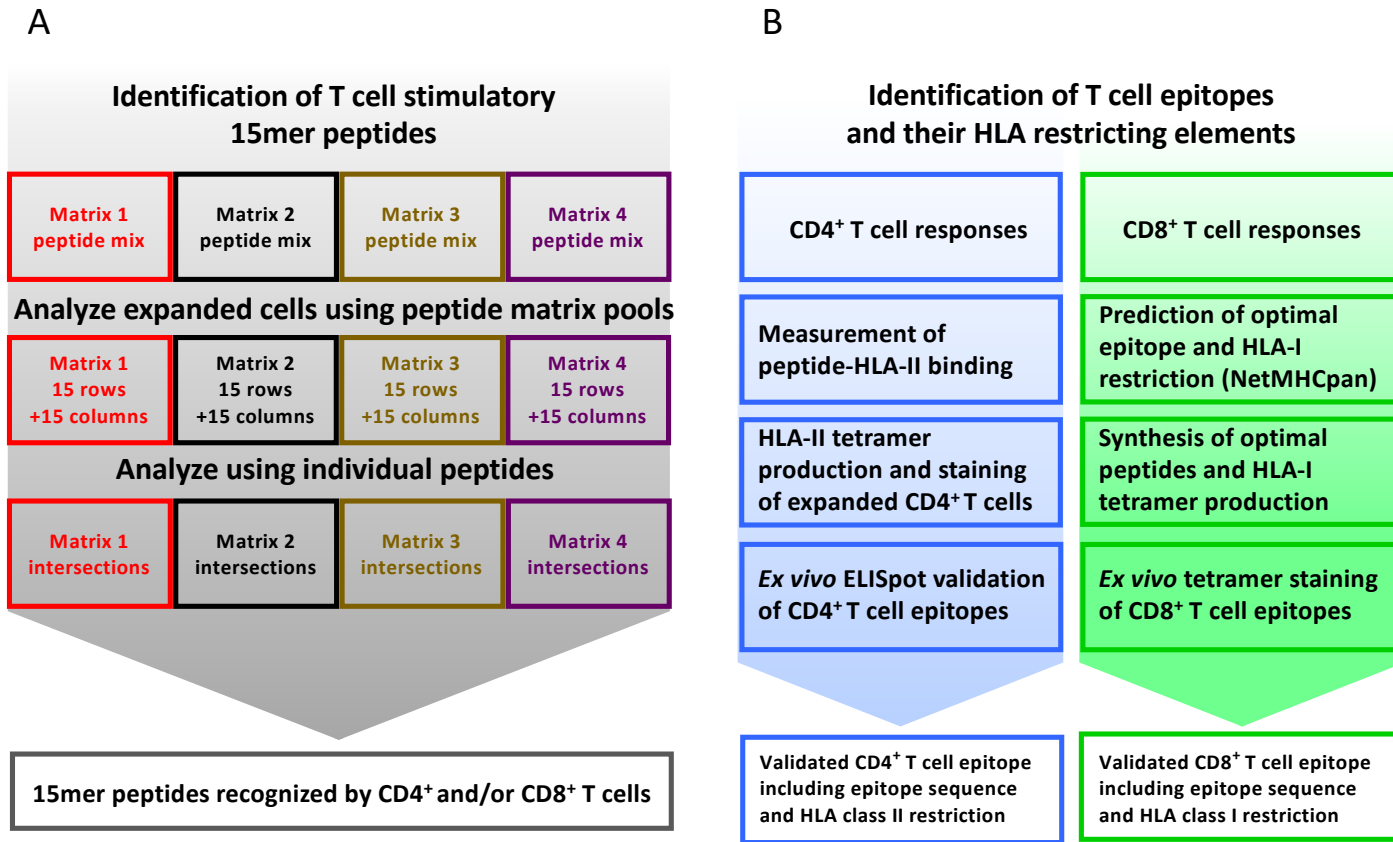 A
Identification of T cell stimulatory
15mer peptides
Matrix 1
peptide mix
Matrix 2
peptide mix
Matrix 3
peptide mix
Matrix 4
peptide mix
Analyze expanded cells using peptide matrix pools
Matrix 1
15 rows
+15 columns
Matrix 2
15 rows
+15 columns
Matrix 3
15 rows
+15 columns
Matrix 4
15 rows
+15 columns
Analyze using individual peptides
Matrix 1
intersections
Matrix 2
intersections
Matrix 3
intersections
Matrix 4
intersections
15mer peptides recognized by CD4⁺ and/or CD8⁺ T cells
B
Identification of T cell epitopes
and their HLA restricting elements
CD4⁺ T cell responses
Measurement of
peptide-HLA-II binding
HLA-II tetramer
production and staining
of expanded CD4⁺ T cells
Ex vivo ELISpot validation
of CD4⁺ T cell epitopes
Validated CD4⁺ T cell epitope
including epitope sequence
and HLA class II restriction
CD8⁺ T cell responses
Prediction of optimal
epitope and HLA-I
restriction (NetMHCpan)
Synthesis of optimal
peptides and HLA-I
tetramer production
Ex vivo tetramer staining
of CD8⁺ T cell epitopes
Validated CD8⁺ T cell epitope
including epitope sequence
and HLA class I restriction